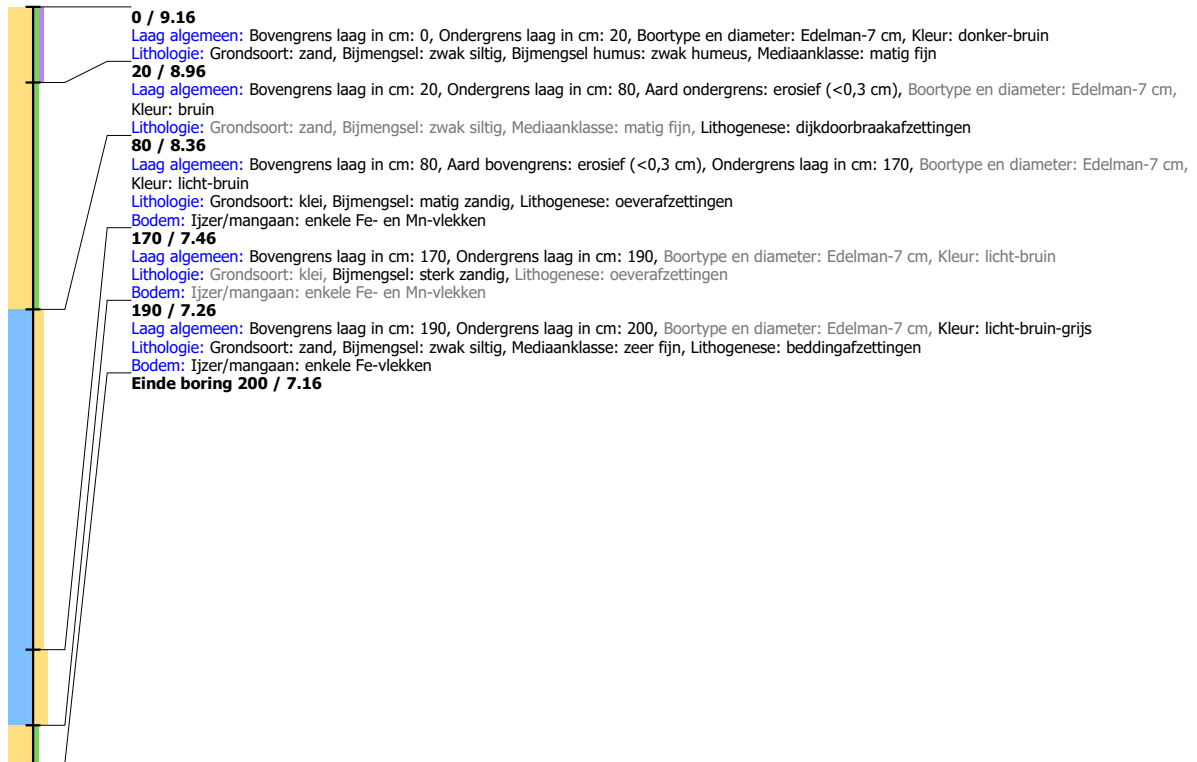 0 / 9.16
Laag algemeen: Bovengrens laag in cm: 0, Ondergrens laag in cm: 20, Boortype en diameter: Edelman-7 cm, Kleur: donker-bruin
Lithologie: Grondsoort: zand, Bijmengsel: zwak siltig, Bijmengsel humus: zwak humeus, Mediaanklasse: matig fijn
20 / 8.96
Laag algemeen: Bovengrens laag in cm: 20, Ondergrens laag in cm: 80, Aard ondergrens: erosief (<0,3 cm), Boortype en diameter: Edelman-7 cm,
Kleur: bruin
Lithologie: Grondsoort: zand, Bijmengsel: zwak siltig, Mediaanklasse: matig fijn, Lithogenese: dijkdoorbraakafzettingen
80 / 8.36
Laag algemeen: Bovengrens laag in cm: 80, Aard bovengrens: erosief (<0,3 cm), Ondergrens laag in cm: 170, Boortype en diameter: Edelman-7 cm,
Kleur: licht-bruin
Lithologie: Grondsoort: klei, Bijmengsel: matig zandig, Lithogenese: oeverafzettingen
Bodem: Ijzer/mangaan: enkele Fe- en Mn-vlekken
170 / 7.46
Laag algemeen: Bovengrens laag in cm: 170, Ondergrens laag in cm: 190, Boortype en diameter: Edelman-7 cm, Kleur: licht-bruin
Lithologie: Grondsoort: klei, Bijmengsel: sterk zandig, Lithogenese: oeverafzettingen
Bodem: Ijzer/mangaan: enkele Fe- en Mn-vlekken
190 / 7.26
Laag algemeen: Bovengrens laag in cm: 190, Ondergrens laag in cm: 200, Boortype en diameter: Edelman-7 cm, Kleur: licht-bruin-grijs
Lithologie: Grondsoort: zand, Bijmengsel: zwak siltig, Mediaanklasse: zeer fijn, Lithogenese: beddingafzettingen
Bodem: Ijzer/mangaan: enkele Fe-vlekken
Einde boring 200 / 7.16